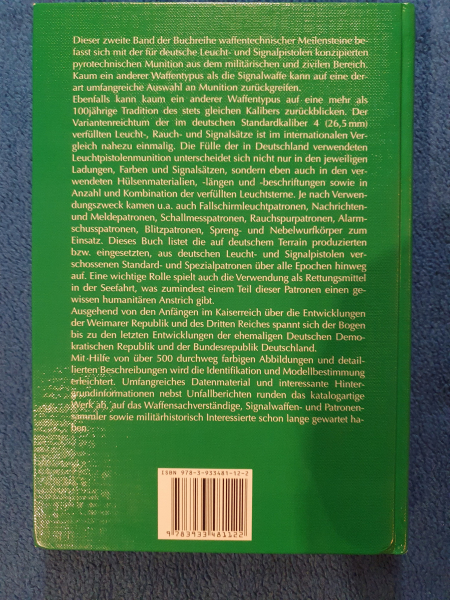 Dieser zweite Band der Buchreihe waffentechnischer Meilensteine be-
fasst sich mit der für deutsche Leucht- und Signalpistolen konzipierten
pyrotechnischen Munition aus dem militärischen und zivilen Bereich.
Kaum ein anderer Waffentypus als die Signalwaffe kann auf eine der-
art umfangreiche Auswahl an Munition zurückgreifen.
Ebenfalls kann kaum ein anderer Waffentypus auf eine mehr als
100jährige Tradition des stets gleichen Kalibers zurückblicken. Der
Variantenreichtum der im deutschen Standardkaliber 4 (26,5 mm)
verfüllten Leucht-, Rauch- und Signalsätze ist im internationalen Ver-
gleich nahezu einmalig. Die Fülle der in Deutschland verwendeten
Leuchtpistolenmunition unterscheidet sich nicht nur in den jeweiligen
Ladungen, Farben und Signalsätzen, sondern eben auch in den ver-
wendeten Hülsenmaterialien, -längen und -beschriftungen sowie in
Anzahl und Kombination der verfüllten Leuchtsterne. Je nach Verwen-
dungszweck kamen u.a. auch Fallschirmleuchtpatronen, Nachrichten-
und Meldepatronen, Schallmesspatronen, Rauchspurpatronen, Alarm-
schusspatronen, Blitzpatronen, Spreng- und Nebelwurfkörper zum
Einsatz. Dieses Buch listet die auf deutschem Terrain produzierten
bzw. eingesetzten, aus deutschen Leucht- und Signalpistolen ver-
schossenen Standard- und Spezialpatronen über alle Epochen hinweg
auf. Eine wichtige Rolle spielt auch die Verwendung als Rettungsmittel
in der Seefahrt, was zumindest einem Teil dieser Patronen einen ge-
wissen humanitären Anstrich gibt.
Ausgehend von den Anfängen im Kaiserreich über die Entwicklungen
der Weimarer Republik und des Dritten Reiches spannt sich der Bogen
bis zu den letzten Entwicklungen der ehemaligen Deutschen Demo-
kratischen Republik und der Bundesrepublik Deutschland.
Mit-Hilfe von über 500 durchweg farbigen Abbildungen und detail-
lierten Beschreibungen wird die Identifikation und Modellbestimmung
erleichtert. Umfangreiches Datenmaterial und interessante Hinter-
grundinformationen nebst Unfallberichten runden das katalogartige
Werk ab, auf das Waffensachverständige, Signalwaffen- und Patronen-
sammler sowie militärhistorisch Interessierte schon lange gewartet ha-
ben.
ISBN 978-3-933481-12-2
9 783933 481122